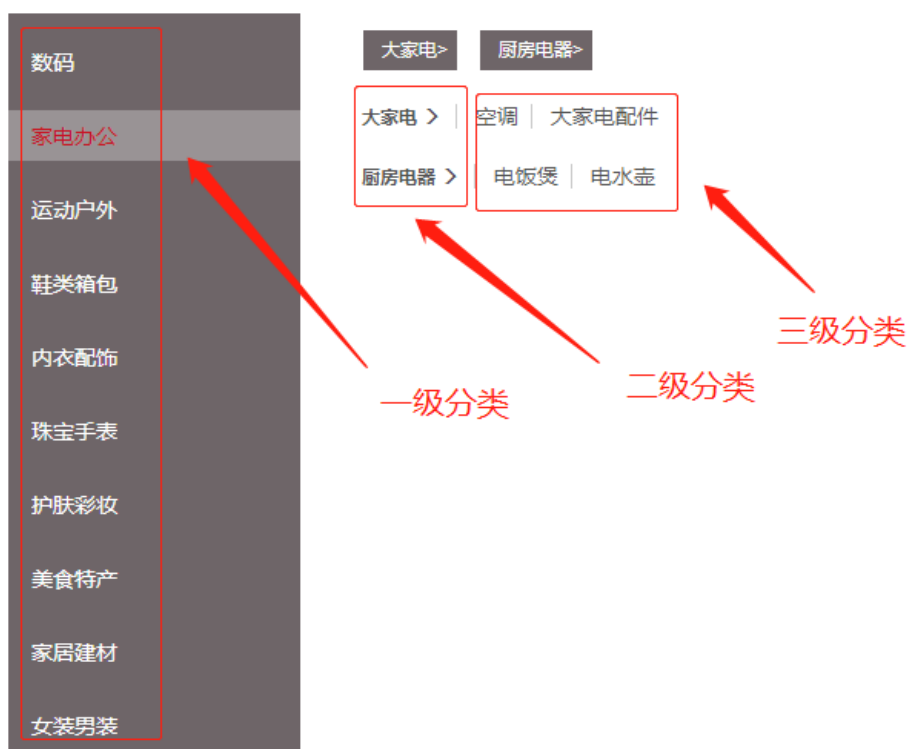 数码
家电办公
运动户外
鞋类箱包
内衣配饰
珠宝手表
护肤彩妆
美食特产
家居建材
女装男装
大家电> 厨房电器>
大家电 > 空调 大家电配件
厨房电器 > 电饭煲 电水壶
一级分类
二级分类
三级分类